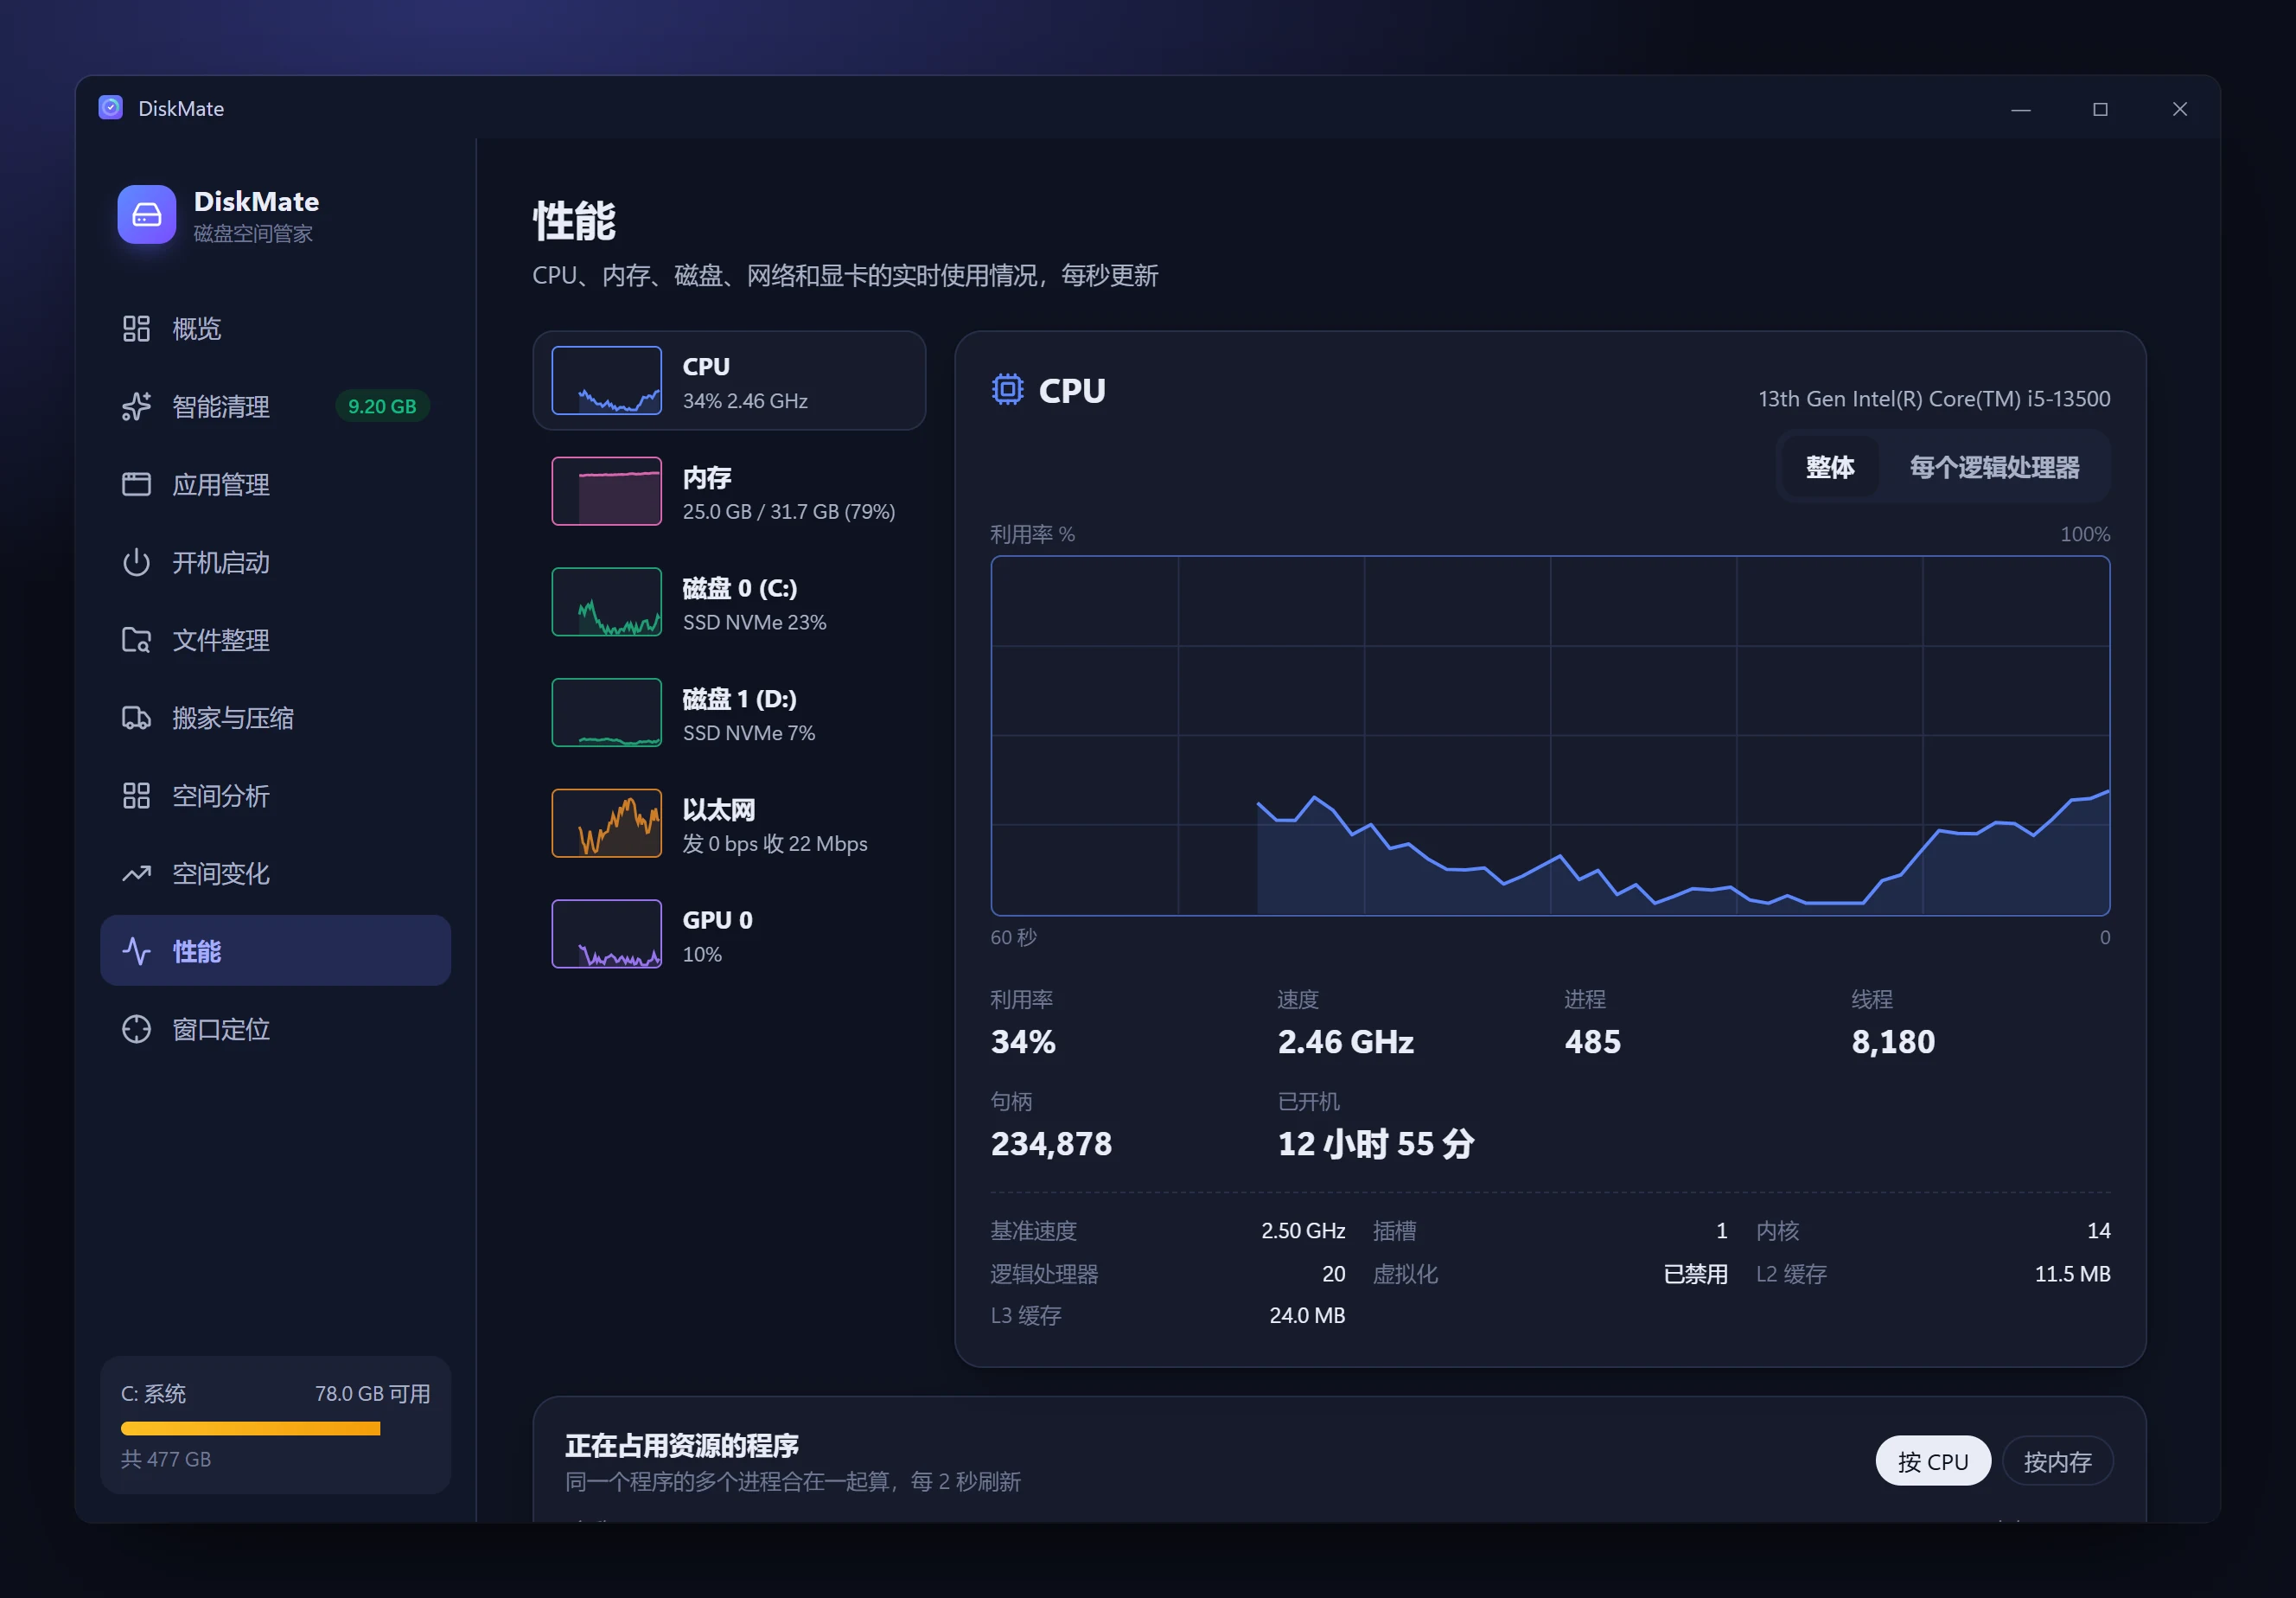 DiskMate
DiskMate
磁盘空间管家
概览
智能清理 9.20 GB
应用管理
开机启动
文件整理
搬家与压缩
空间分析
空间变化
性能
窗口定位
C: 系统 78.0 GB 可用
共 477 GB
性能
CPU、内存、磁盘、网络和显卡的实时使用情况，每秒更新
CPU
34% 2.46 GHz
内存
25.0 GB / 31.7 GB (79%)
磁盘 0 (C:)
SSD NVMe 23%
磁盘 1 (D:)
SSD NVMe 7%
以太网
发 0 bps 收 22 Mbps
GPU 0
10%
CPU
13th Gen Intel(R) Core(TM) i5-13500
整体 每个逻辑处理器
利用率 % 100%
60 秒 0
利用率 速度 进程 线程
34% 2.46 GHz 485 8,180
句柄 已开机
234,878 12 小时 55 分
基准速度 2.50 GHz 插槽 1 内核 14
逻辑处理器 20 虚拟化 已禁用 L2 缓存 11.5 MB
L3 缓存 24.0 MB
正在占用资源的程序
同一个程序的多个进程合在一起算，每 2 秒刷新
按 CPU 按内存